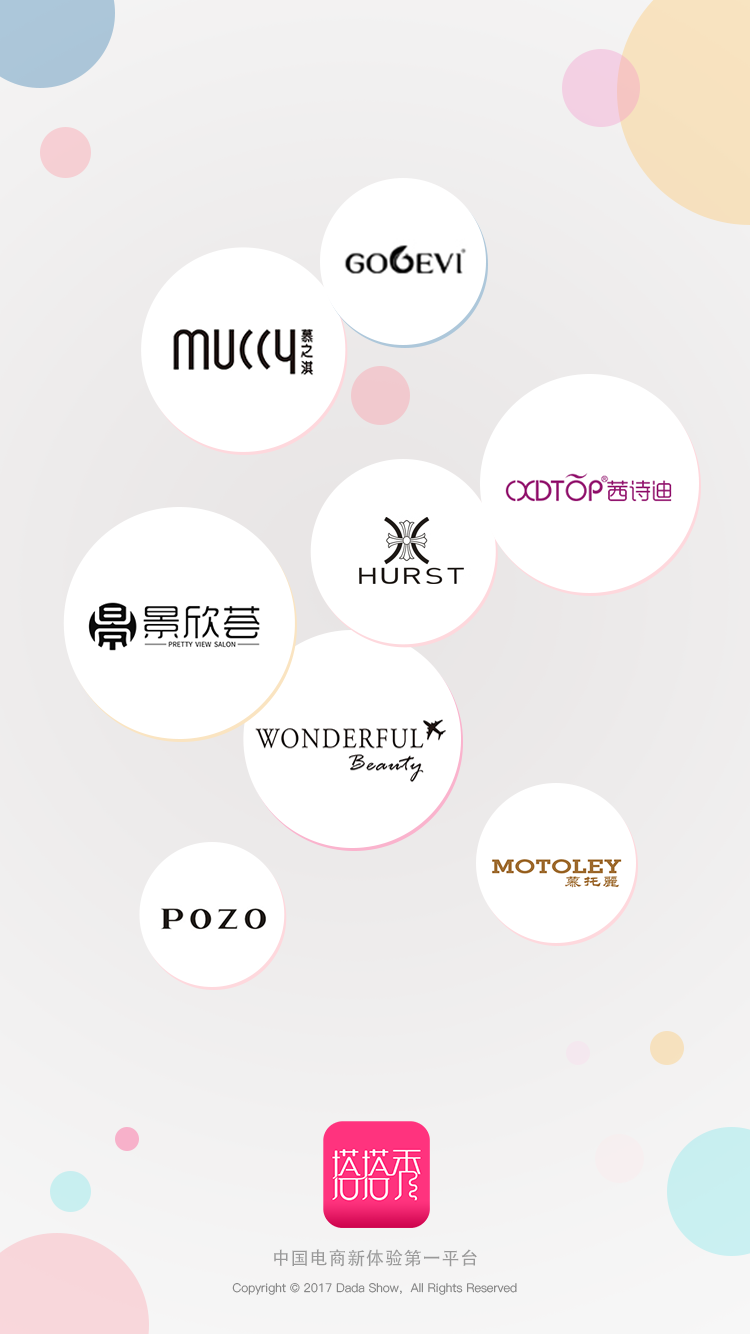 GOGEVI®
muccy 慕之淇
CXDTOP® 茜诗迪
HURST
景欣荟
PRETTY VIEW SALON
WONDERFUL
Beauty
MOTOLEY
慕托麗
POZO
搭搭秀
中国电商新体验第一平台
Copyright © 2017 Dada Show，All Rights Reserved